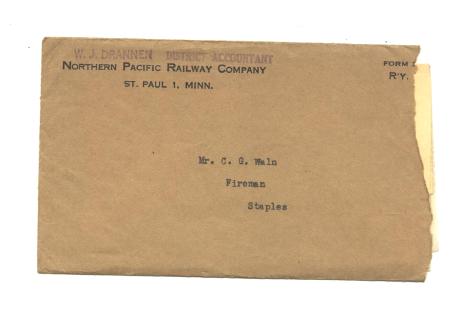 W. J. DRANNEN DISTRICT ACCOUNTANT
NORTHERN PACIFIC RAILWAY COMPANY
ST. PAUL 1, MINN.
FORM
R'Y.
Mr. C. G. Waln
Fireman
Staples